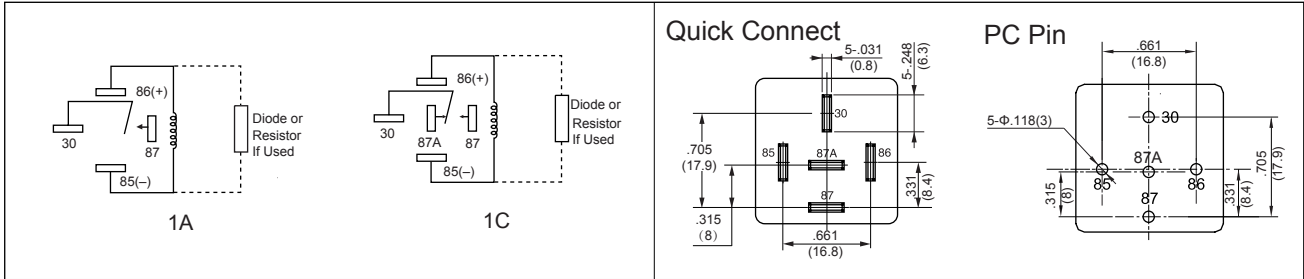 86(+)
30
87
85(–)
Diode or
Resistor
If Used
1A
86(+)
30
87A
87
85(–)
Diode or
Resistor
If Used
1C
Quick Connect
5-.031
(0.8)
5-.248
(6.3)
30
85
87A
86
87
.705
(17.9)
.315
(8)
.331
(8.4)
.661
(16.8)
PC Pin
.661
(16.8)
5-Φ.118(3)
30
87A
85
86
87
.315
(8)
.331
(8.4)
.705
(17.9)